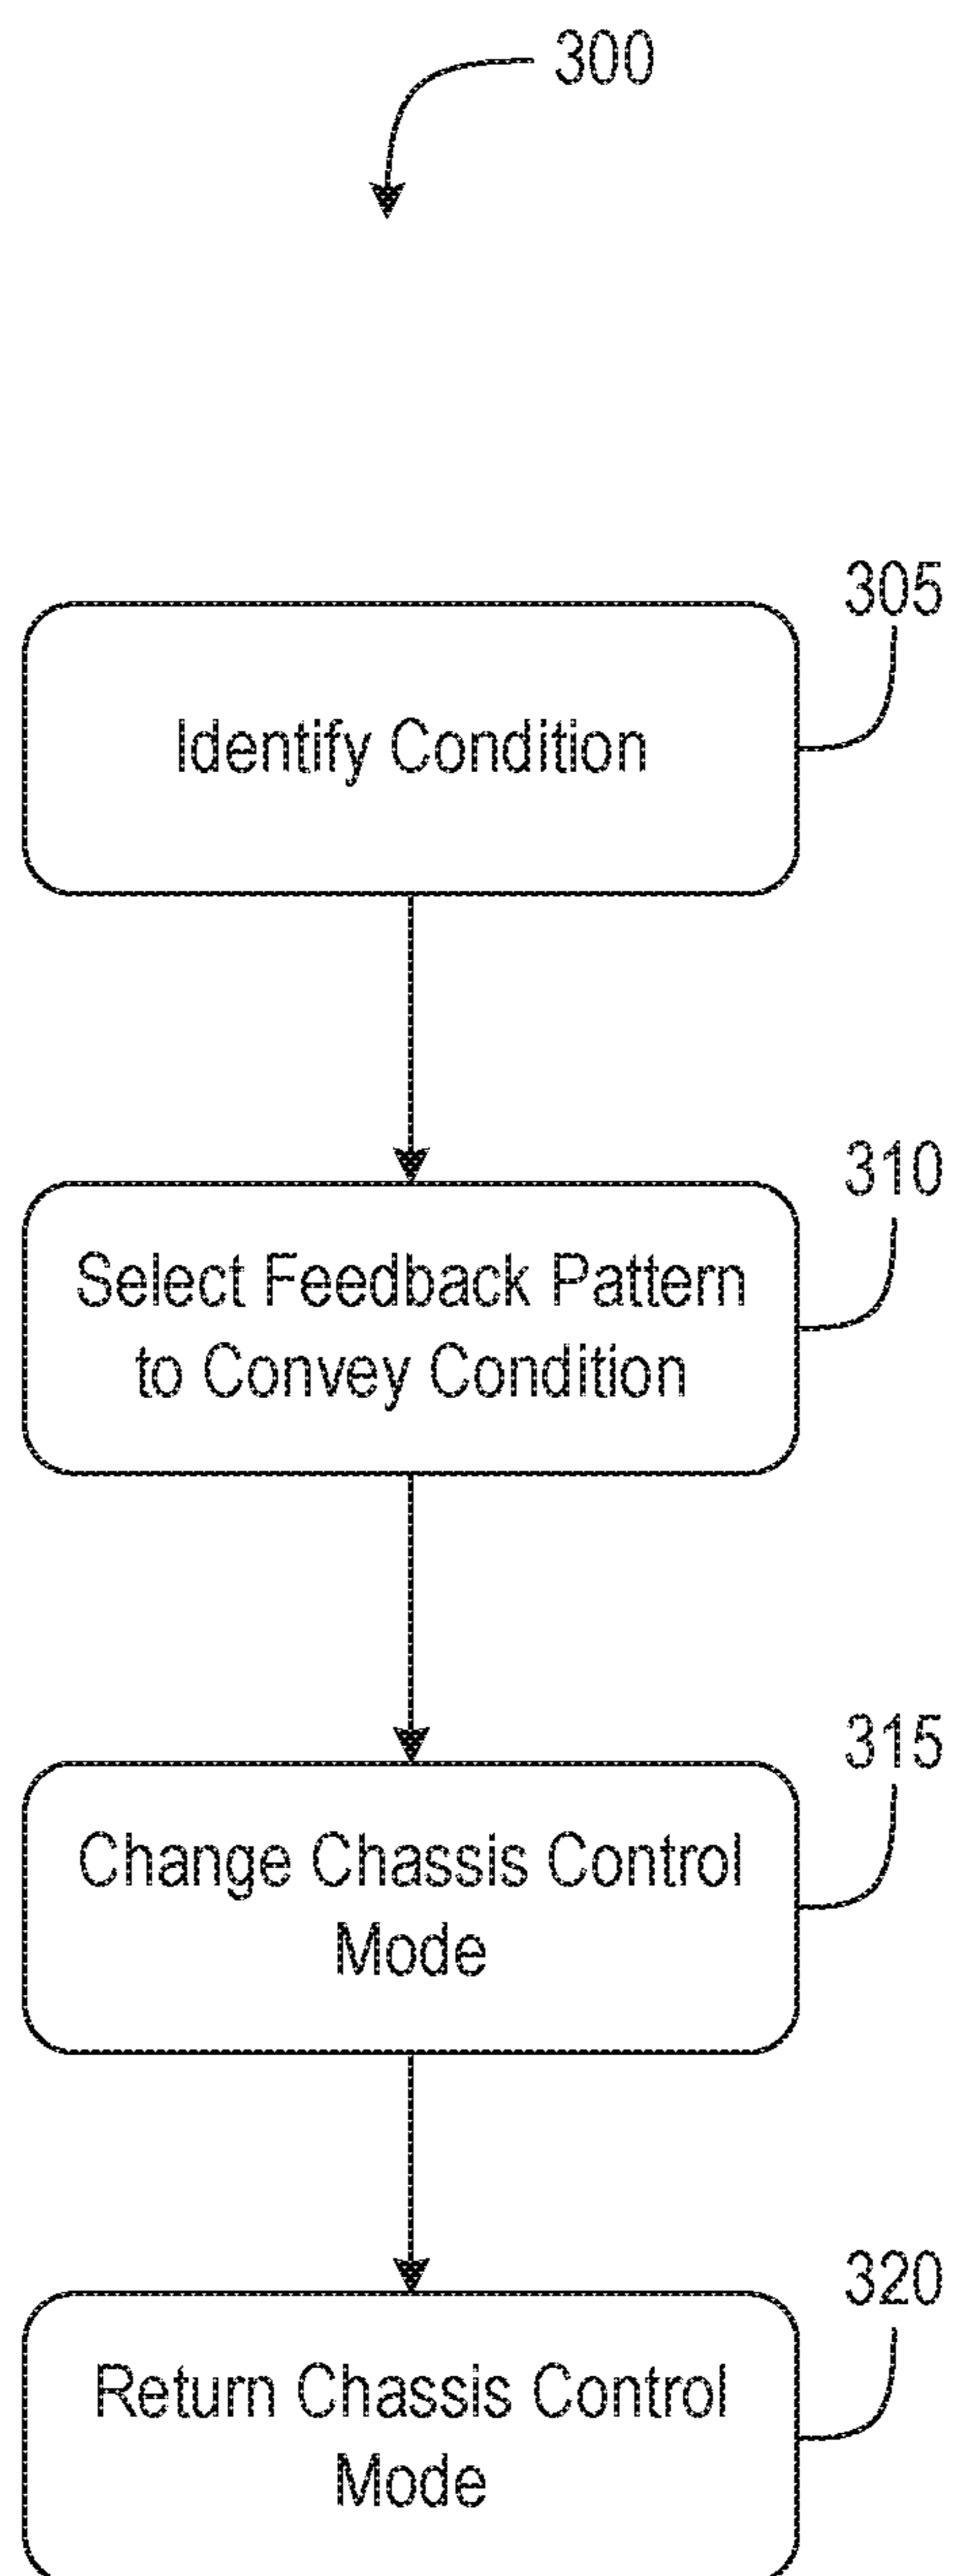 300
305
Identify Condition
310
Select Feedback Pattern
to Convey Condition
315
Change Chassis Control
Mode
320
Return Chassis Control
Mode